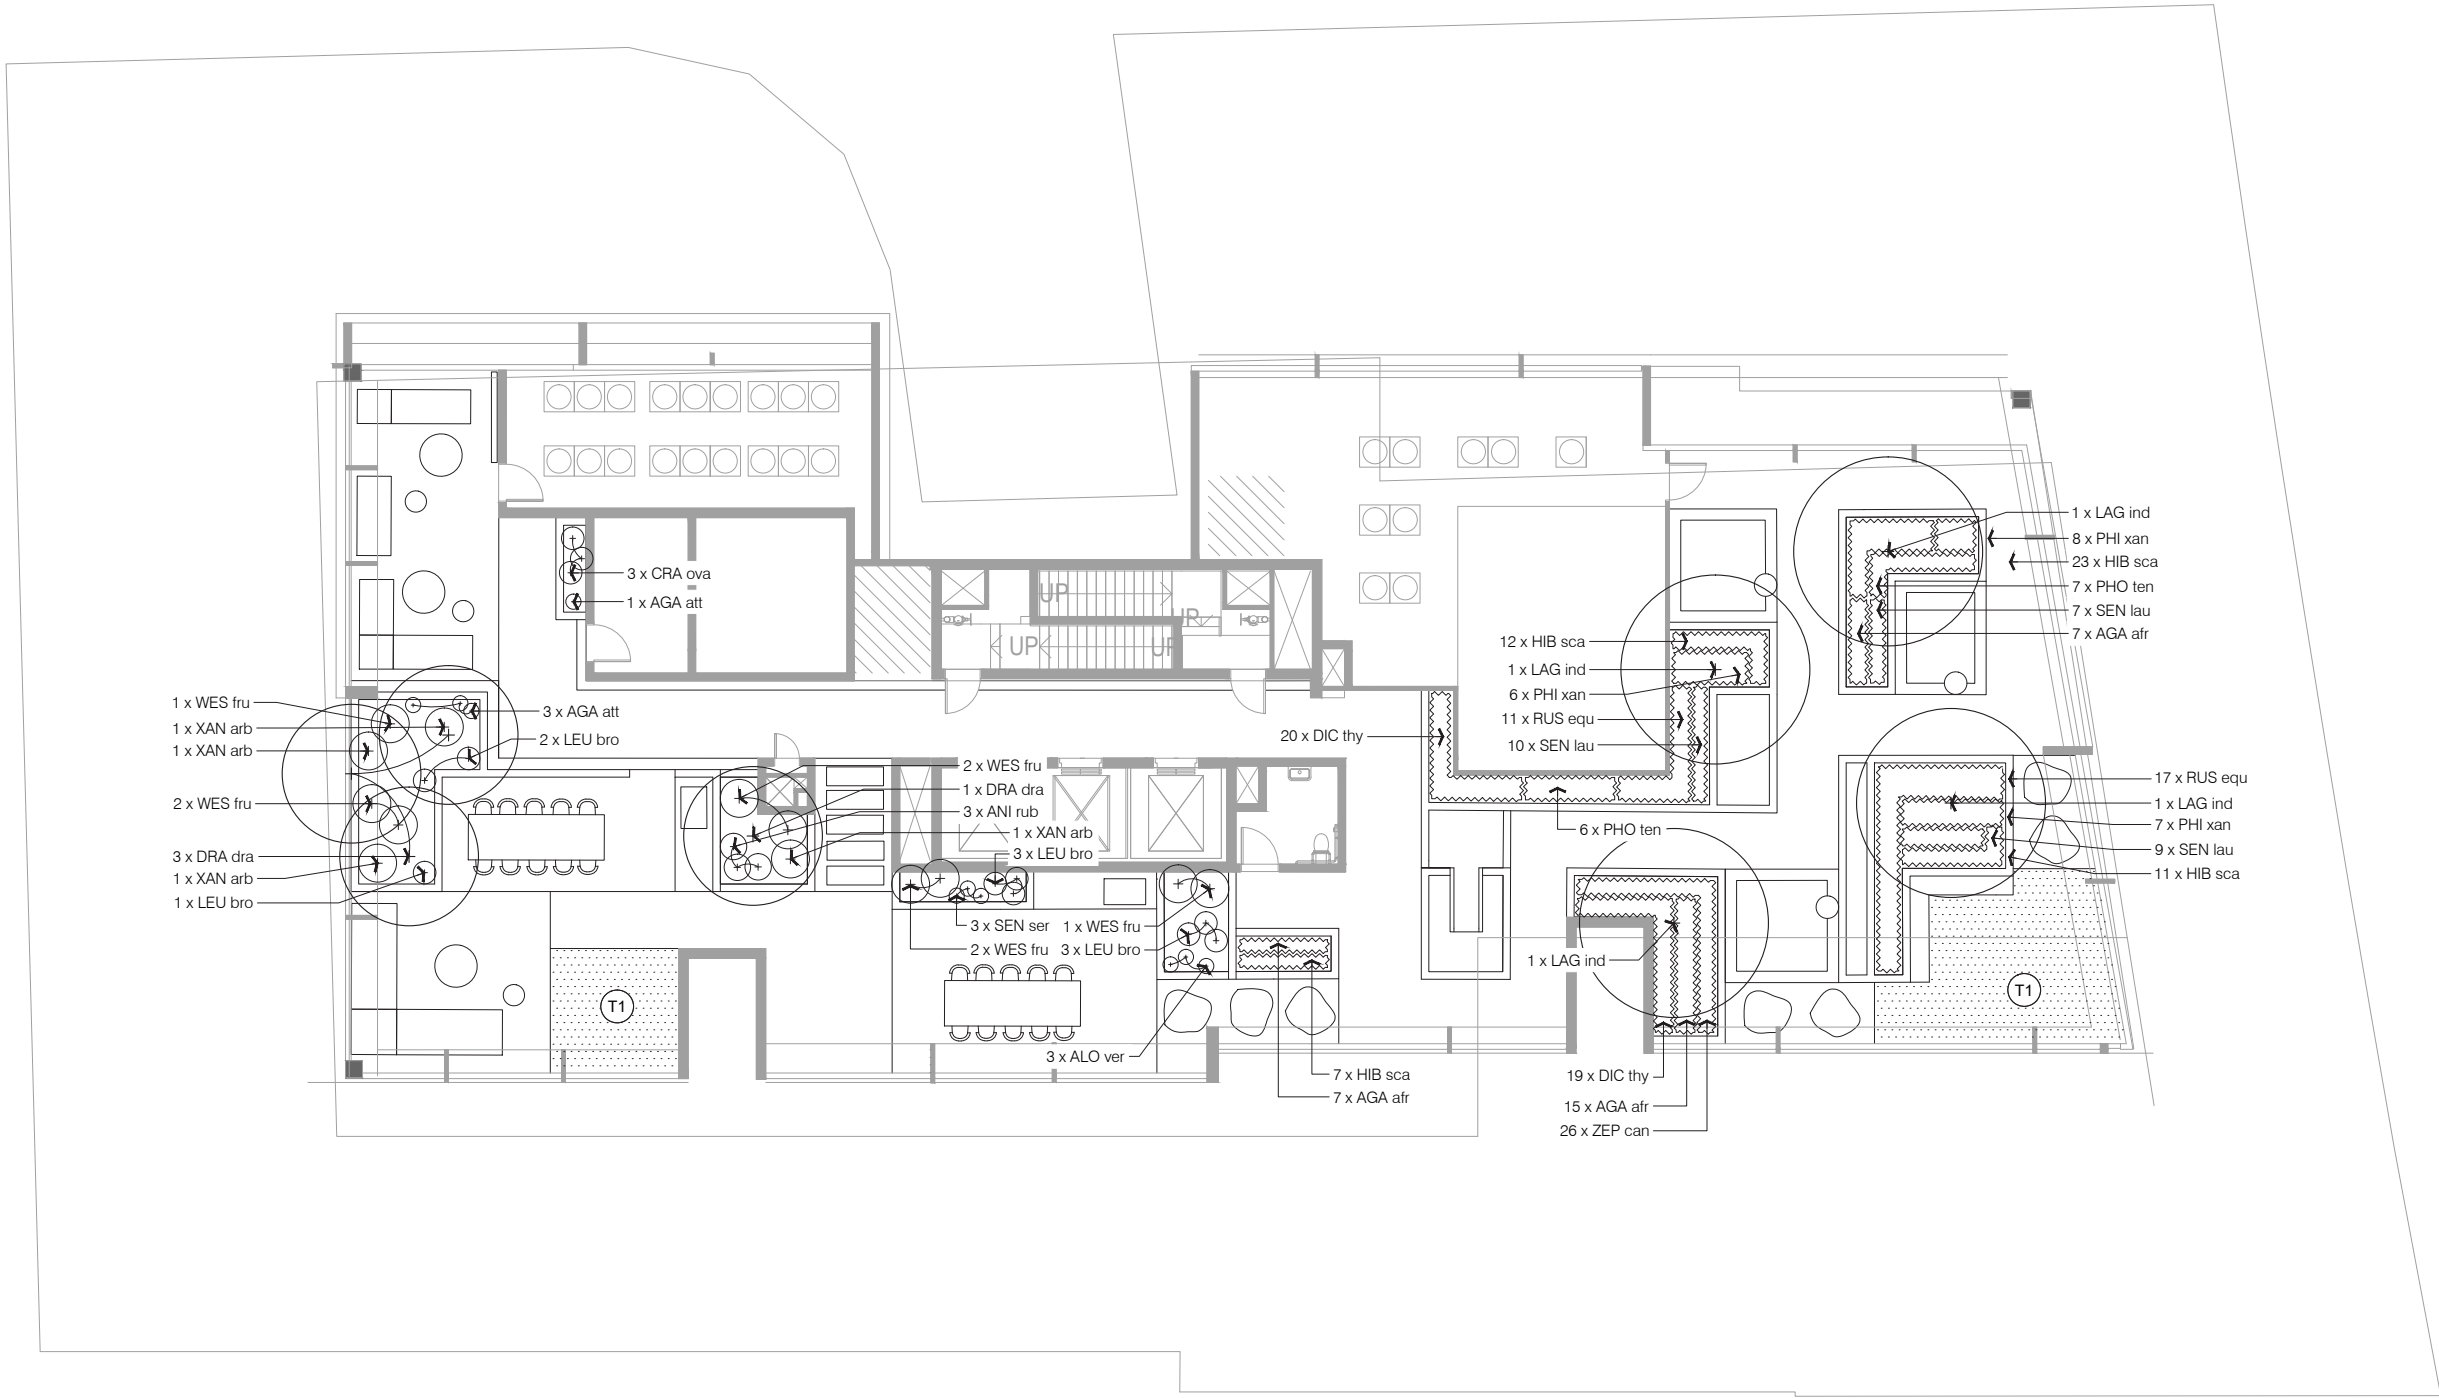 1 x LAG ind
8 x PHI xan
23 x HIB sca
7 x PHO ten
7 x SEN lau
7 x AGA afr
3 x CRA ova
1 x AGA att
UP
UP
UP
UP
12 x HIB sca
1 x LAG ind
6 x PHI xan
11 x RUS equ
10 x SEN lau
20 x DIC thy
1 x WES fru
1 x XAN arb
1 x XAN arb
2 x WES fru
3 x DRA dra
1 x XAN arb
1 x LEU bro
3 x AGA att
2 x LEU bro
2 x WES fru
1 x DRA dra
3 x ANI rub
1 x XAN arb
3 x LEU bro
17 x RUS equ
1 x LAG ind
7 x PHI xan
9 x SEN lau
11 x HIB sca
6 x PHO ten
3 x SEN ser
2 x WES fru
1 x WES fru
3 x LEU bro
1 x LAG ind
T1
T1
3 x ALO ver
7 x HIB sca
7 x AGA afr
19 x DIC thy
15 x AGA afr
26 x ZEP can